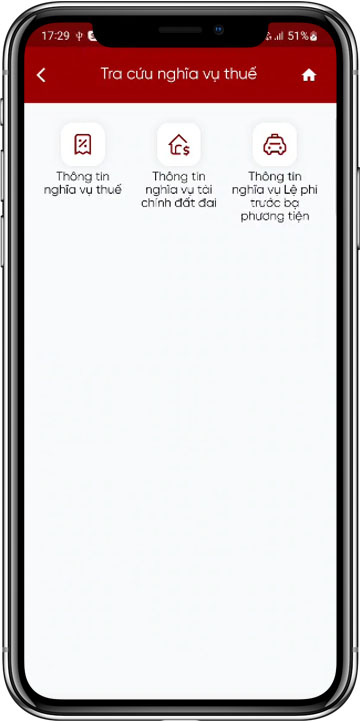 17:29
51%
Tra cứu nghĩa vụ thuế
Thông tin
nghĩa vụ thuế
Thông tin
nghĩa vụ tài
chính đất đai
Thông tin
nghĩa vụ Lệ phí
trước bạ
phương tiện